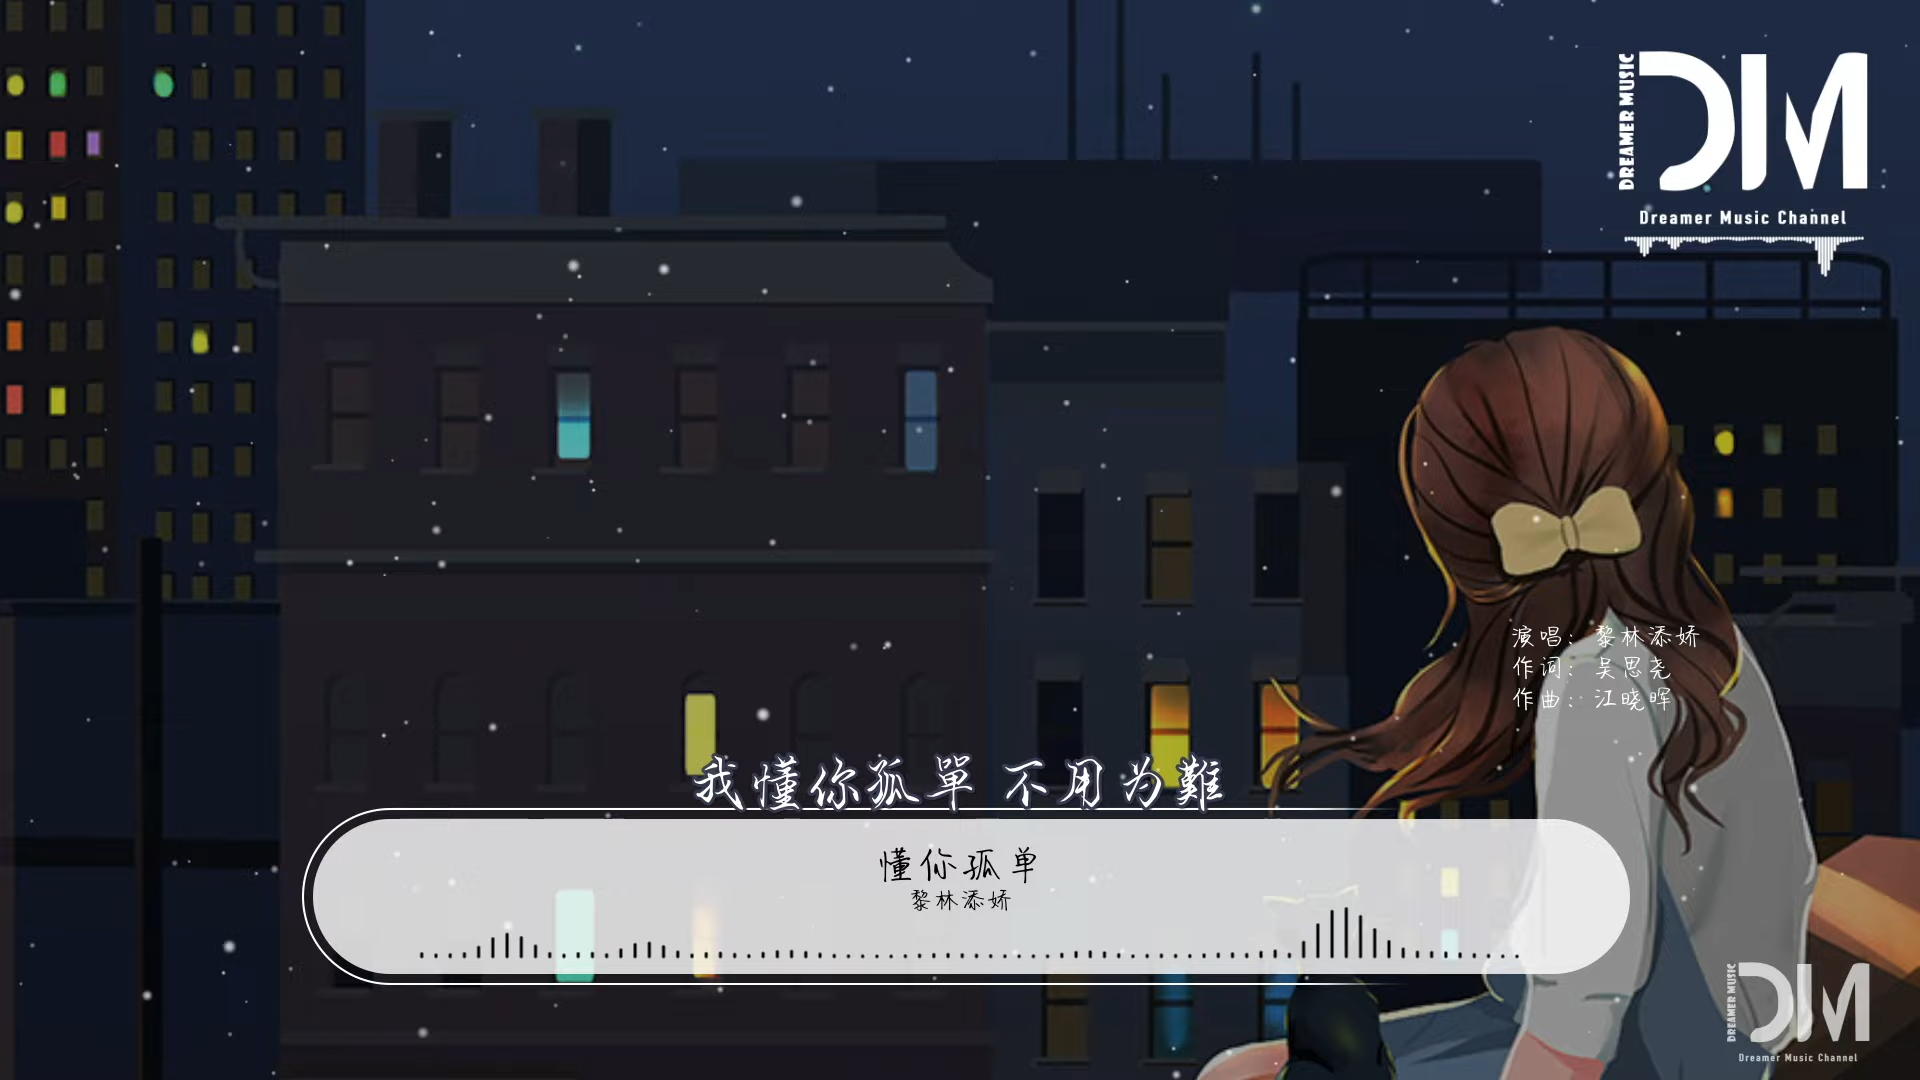 DREAMER MUSIC
DM
Dreamer Music Channel
演唱：黎林添娇
作词：吴思尧
作曲：江晓晖
我懂你孤單 不用为難
懂你孤单
黎林添娇
DREAMER MUSIC
DM
Dreamer Music Channel